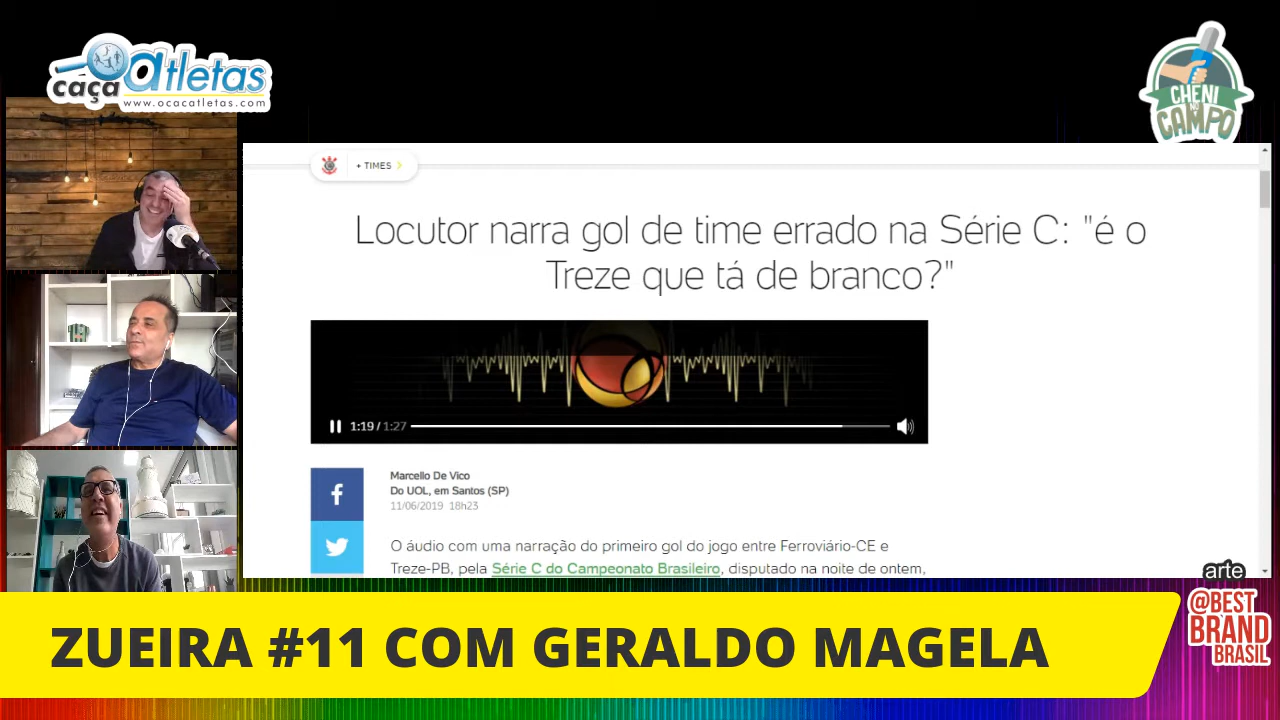 caça atletas
www.ocacatletas.com
CHENI
NO
CAMPO
+ TIMES
Locutor narra gol de time errado na Série C: "é o
Treze que tá de branco?"
1:19 / 1:27
Marcello De Vico
Do UOL, em Santos (SP)
11/06/2019 18h23
O áudio com uma narração do primeiro gol do jogo entre Ferroviário-CE e
Treze-PB, pela Série C do Campeonato Brasileiro, disputado na noite de ontem,
arte
@BEST
BRAND
BRASIL
ZUEIRA #11 COM GERALDO MAGELA